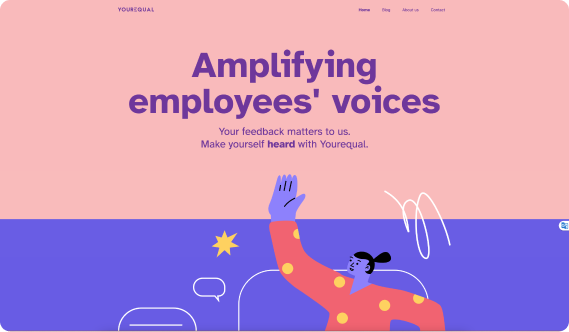 YOUREQUAL
Home Blog About us Contact
Amplifying
employees' voices
Your feedback matters to us.
Make yourself heard with Yourequal.